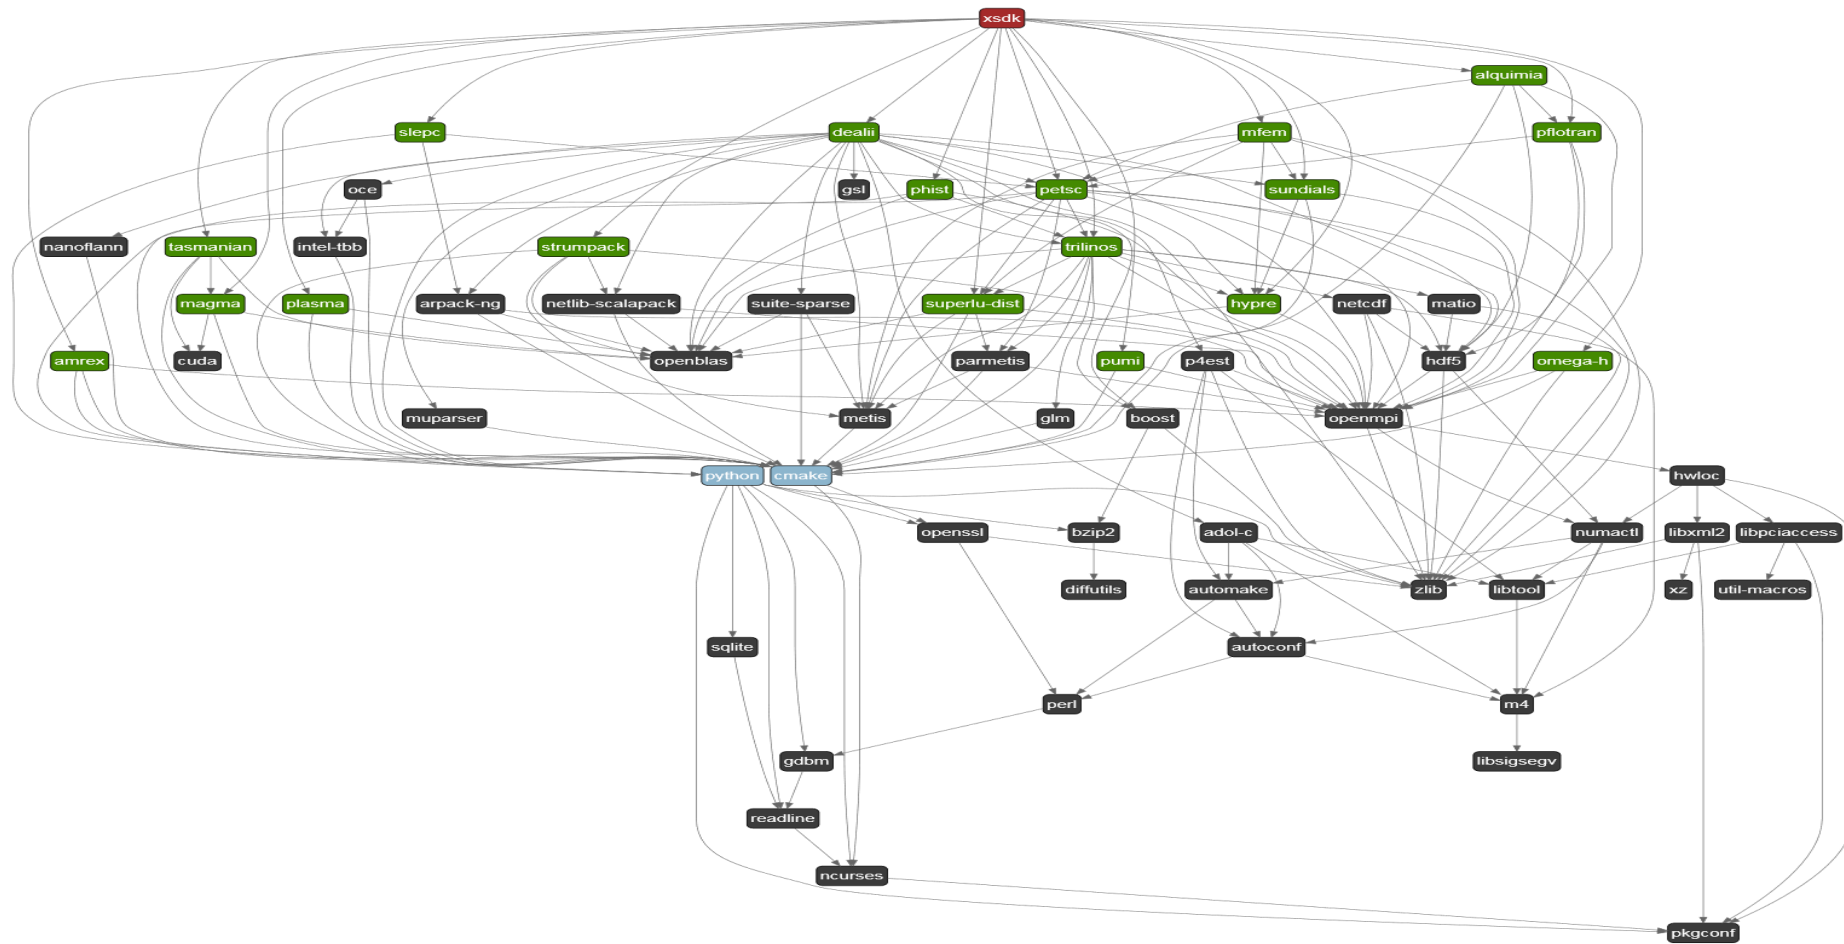 xsdk
alquimia
slepc
dealii
mfem
pflotran
oce
gsl
phist
petsc
sundials
nanoflann
tasmanian
intel-tbb
strumpack
trilinos
magma
plasma
arpack-ng
netlib-scalapack
suite-sparse
superlu-dist
hypre
netcdf
matio
amrex
cuda
openblas
parmetis
pumi
p4est
hdf5
omega-h
muparser
metis
glm
boost
openmpi
python
cmake
hwloc
openssl
bzip2
adol-c
numactl
libxml2
libpciaccess
diffutils
automake
zlib
libtool
xz
util-macros
sqlite
autoconf
perl
m4
gdbm
libsigsegv
readline
ncurses
pkgconf